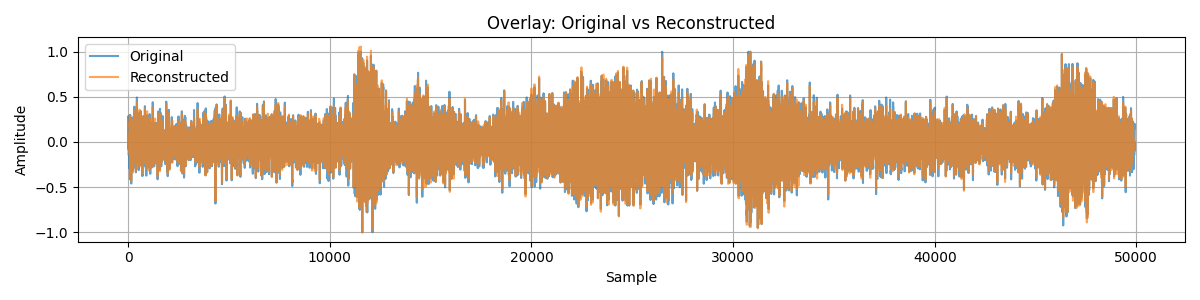 Overlay: Original vs Reconstructed
Original
Reconstructed
Amplitude
1.0
0.5
0.0
−0.5
−1.0
0 10000 20000 30000 40000 50000
Sample